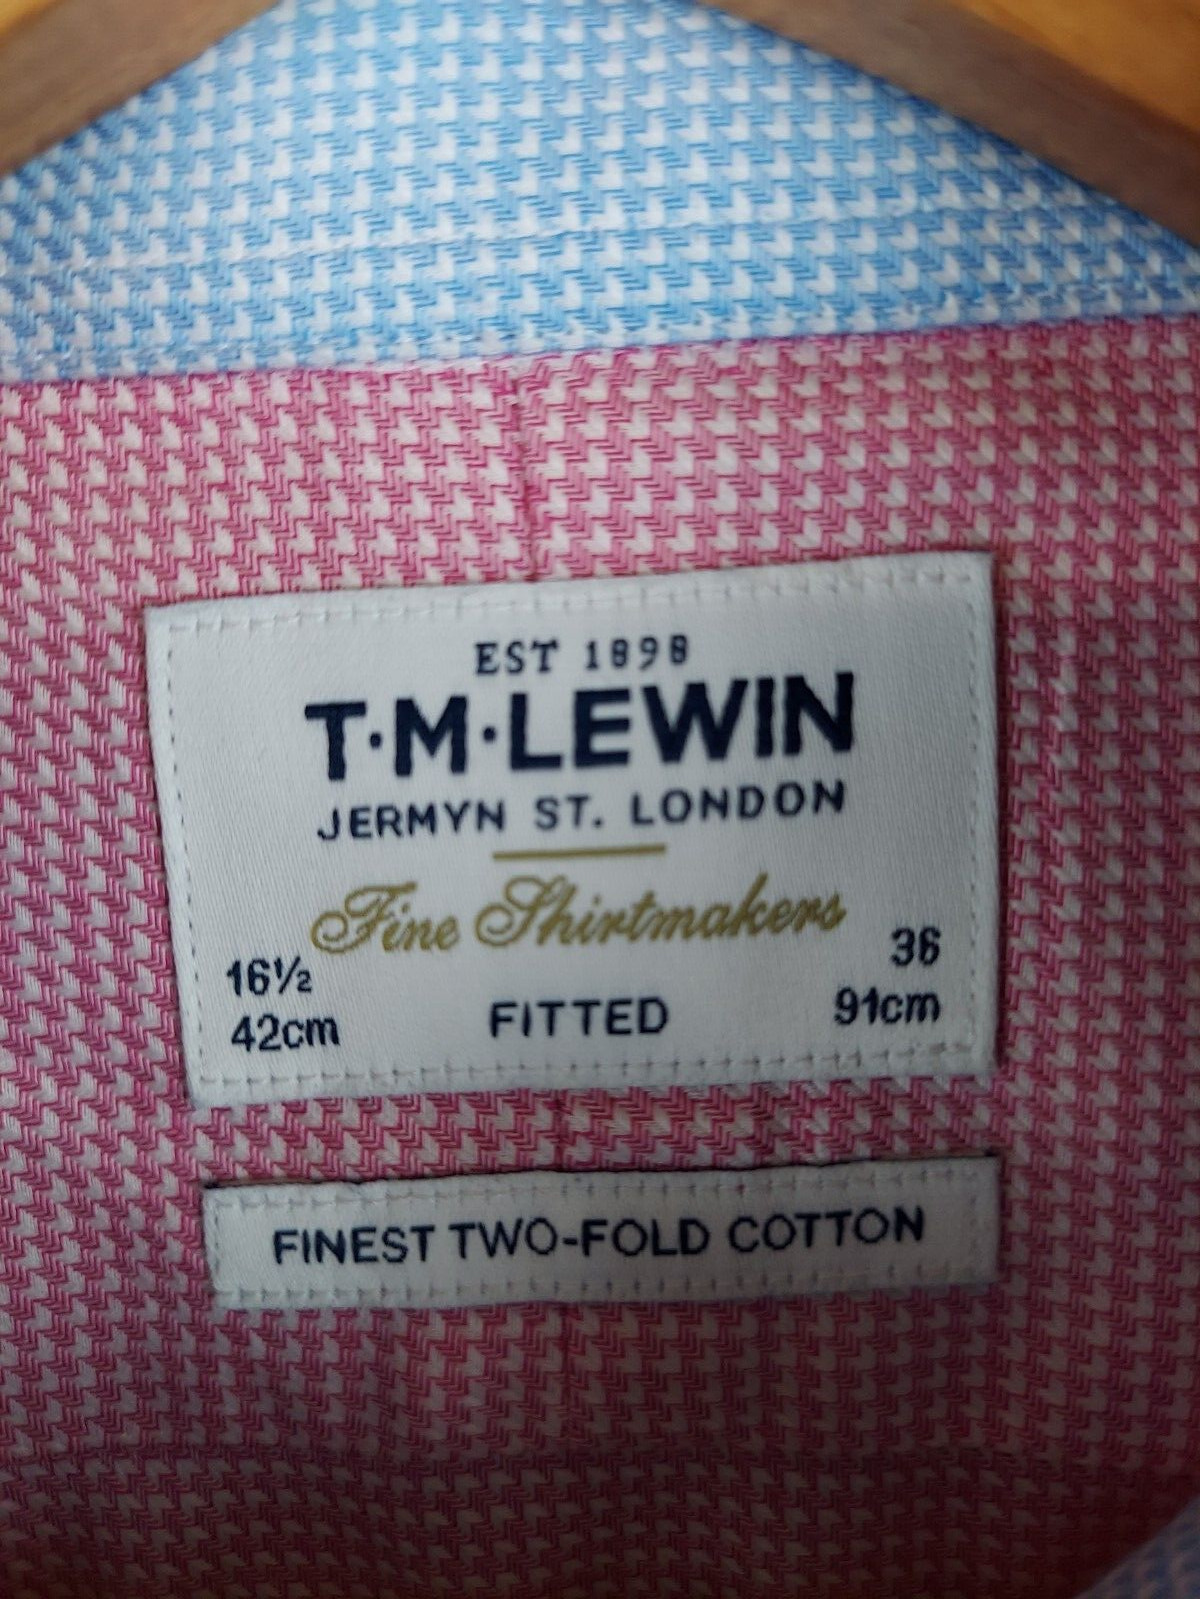 EST 1898
T·M·LEWIN
JERMYN ST. LONDON
Fine Shirtmakers
16½ 36
42cm FITTED 91cm
FINEST TWO-FOLD COTTON